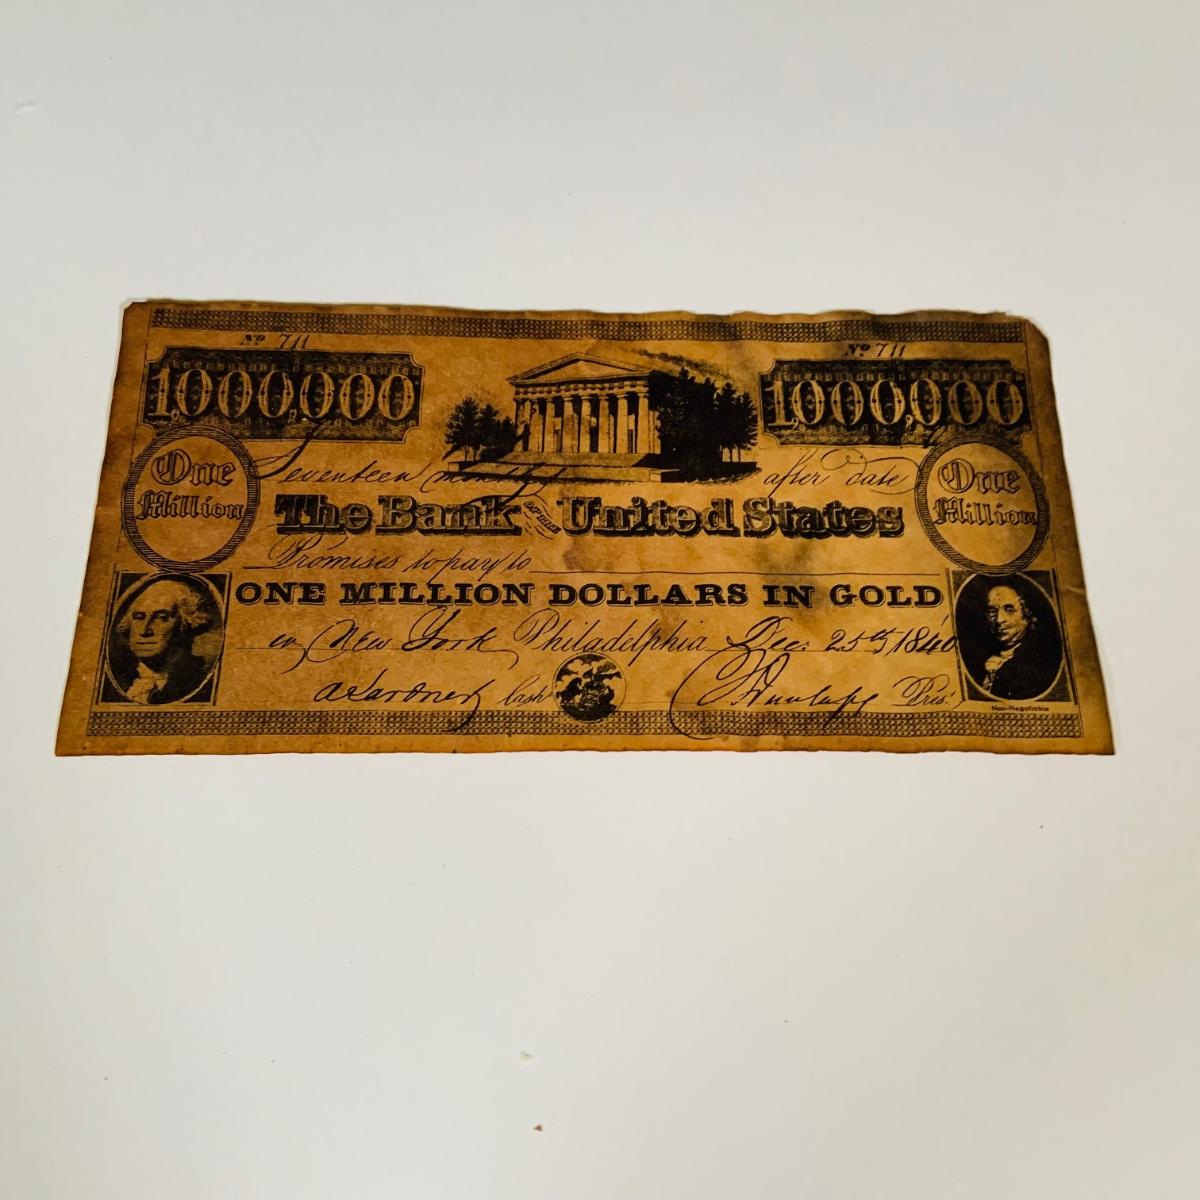 Nº 711 Nº 711
1,000,000 1,000,000
One Million
Seventeen months after date
One Million
The Bank OF THE United States
Promises to pay to
ONE MILLION DOLLARS IN GOLD
in New York Philadelphia Dec: 25th, 1840
Cash Pres.
Non-Negotiable